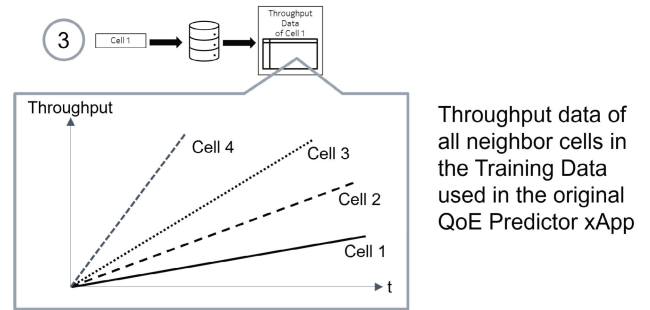 3
Cell 1
Throughput
Data
of Cell 1
Throughput
Cell 4
Cell 3
Cell 2
Cell 1
t
Throughput data of
all neighbor cells in
the Training Data
used in the original
QoE Predictor xApp